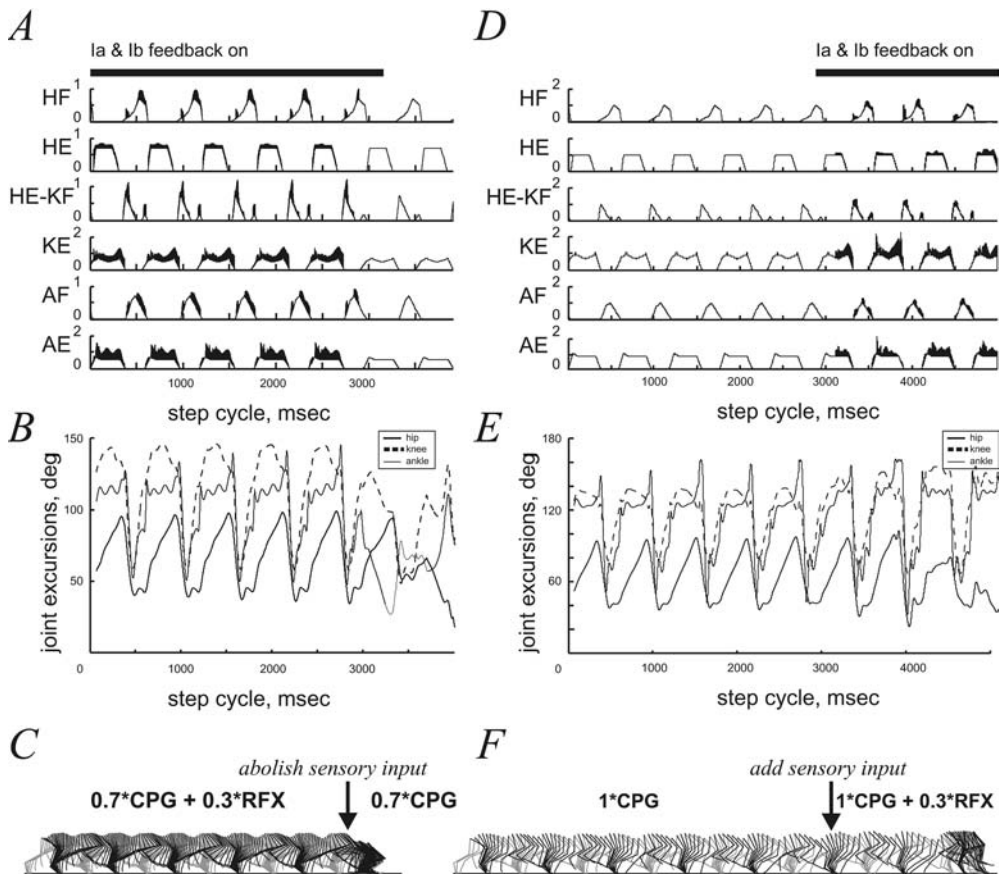 A
Ia & Ib feedback on
HF 1 0
HE 1 0
HE-KF 1 0
KE 2 0
AF 1 0
AE 2 0
1000 2000 3000
step cycle, msec
B
150
100
50
0
joint excursions, deg
hip
knee
ankle
1000 2000 3000
step cycle, msec
C
abolish sensory input
0.7*CPG + 0.3*RFX 0.7*CPG
D
Ia & Ib feedback on
HF 2 0
HE 2 0
HE-KF 2 0
KE 2 0
AF 2 0
AE 2 0
1000 2000 3000 4000
step cycle, msec
E
180
120
60
0
joint excursions, deg
hip
knee
ankle
1000 2000 3000 4000
step cycle, msec
F
add sensory input
1*CPG 1*CPG + 0.3*RFX